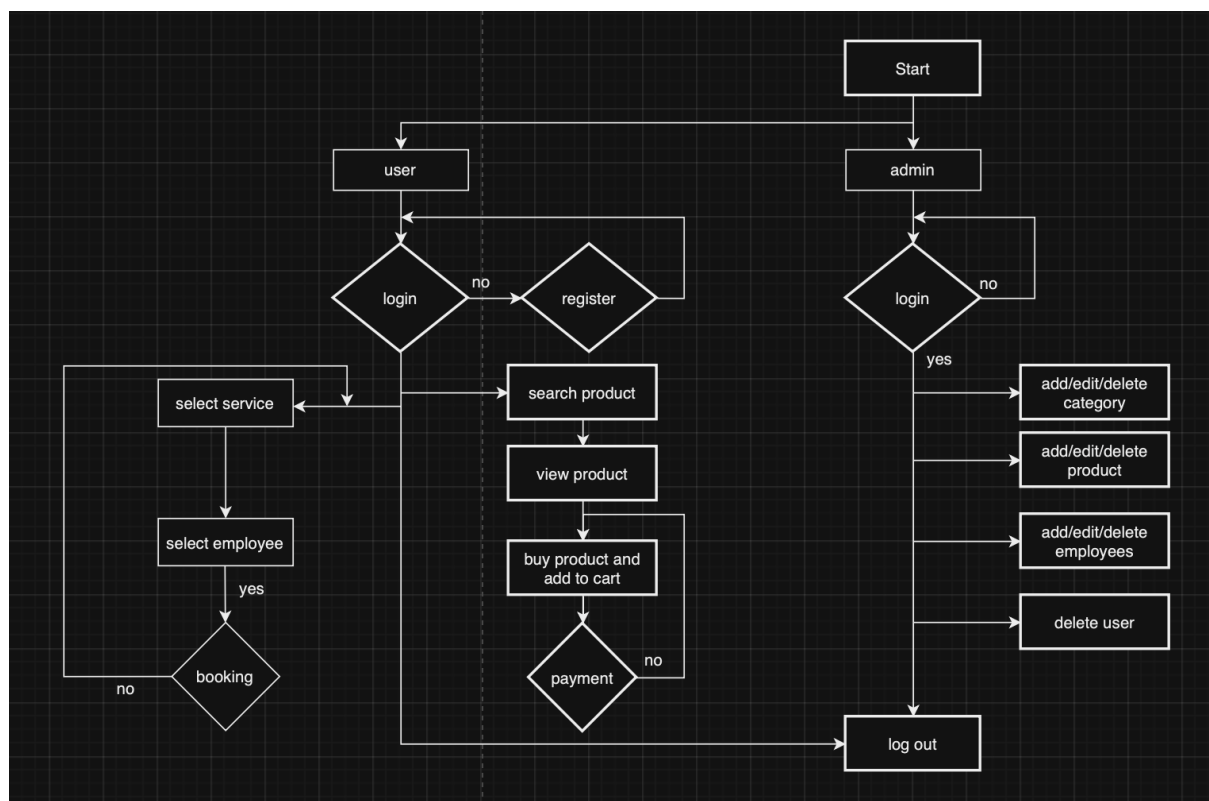 Start
user
admin
login
no
register
login
no
yes
select service
search product
add/edit/delete
category
view product
add/edit/delete
product
select employee
yes
buy product and
add to cart
add/edit/delete
employees
delete user
booking
no
payment
no
log out